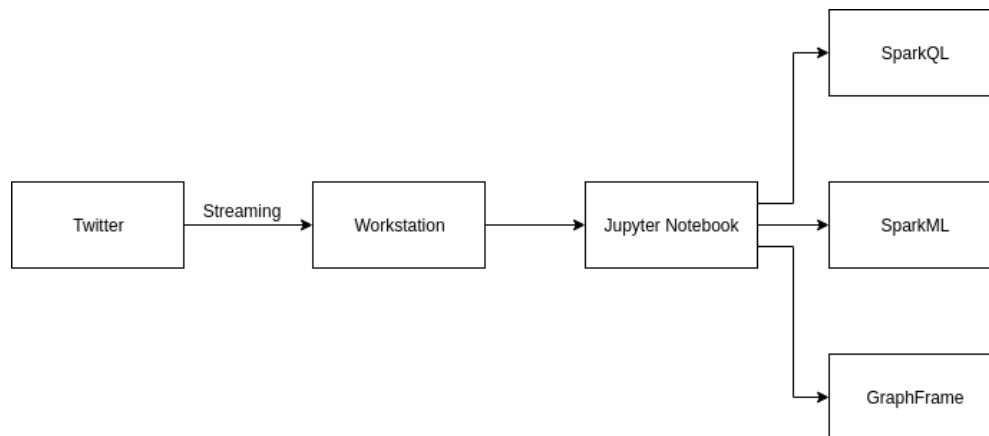 SparkQL
Twitter
Streaming
Workstation
Jupyter Notebook
SparkML
GraphFrame